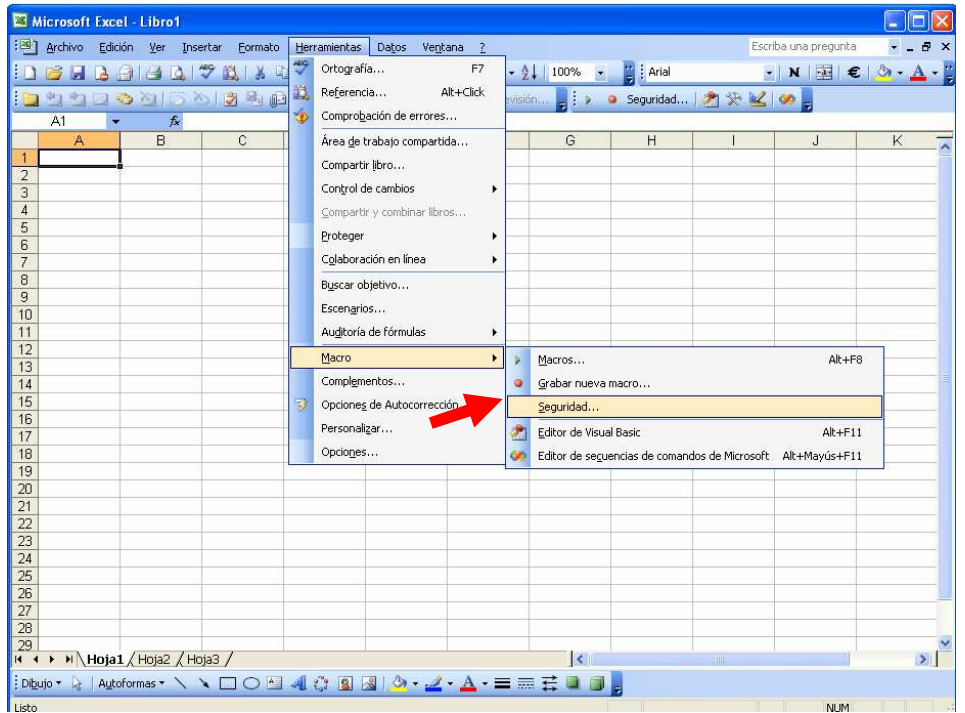 Microsoft Excel - Libro1
Archivo Edición Ver Insertar Formato Herramientas Datos Ventana ? Escriba una pregunta
100% Arial N €
Seguridad...
A1 fx
A B C G H I J K
Ortografía... F7
Referencia... Alt+Click
Comprobación de errores...
Área de trabajo compartida...
Compartir libro...
Control de cambios
Compartir y combinar libros...
Proteger
Colaboración en línea
Buscar objetivo...
Escenarios...
Auditoría de fórmulas
Macro
Complementos...
Opciones de Autocorrección
Personalizar...
Opciones...
Macros... Alt+F8
Grabar nueva macro...
Seguridad...
Editor de Visual Basic Alt+F11
Editor de secuencias de comandos de Microsoft Alt+Mayús+F11
1
2
3
4
5
6
7
8
9
10
11
12
13
14
15
16
17
18
19
20
21
22
23
24
25
26
27
28
29
Hoja1 Hoja2 Hoja3
Dibujo Autoformas A
Listo NUM